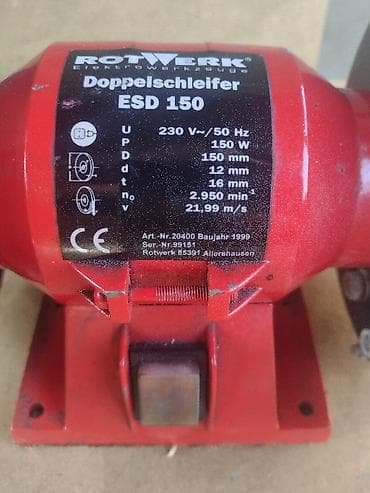 ROTWERK®
Elektrowerkzeuge
Doppelschleifer
ESD 150
U 230 V~/50 Hz
P 150 W
D 150 mm
d 12 mm
t 16 mm
n₀ 2.950 min⁻¹
v 21,99 m/s
CE
Art.-Nr.20400 Baujahr 1999
Ser.-Nr.99151
Rotwerk 85391 Allershausen